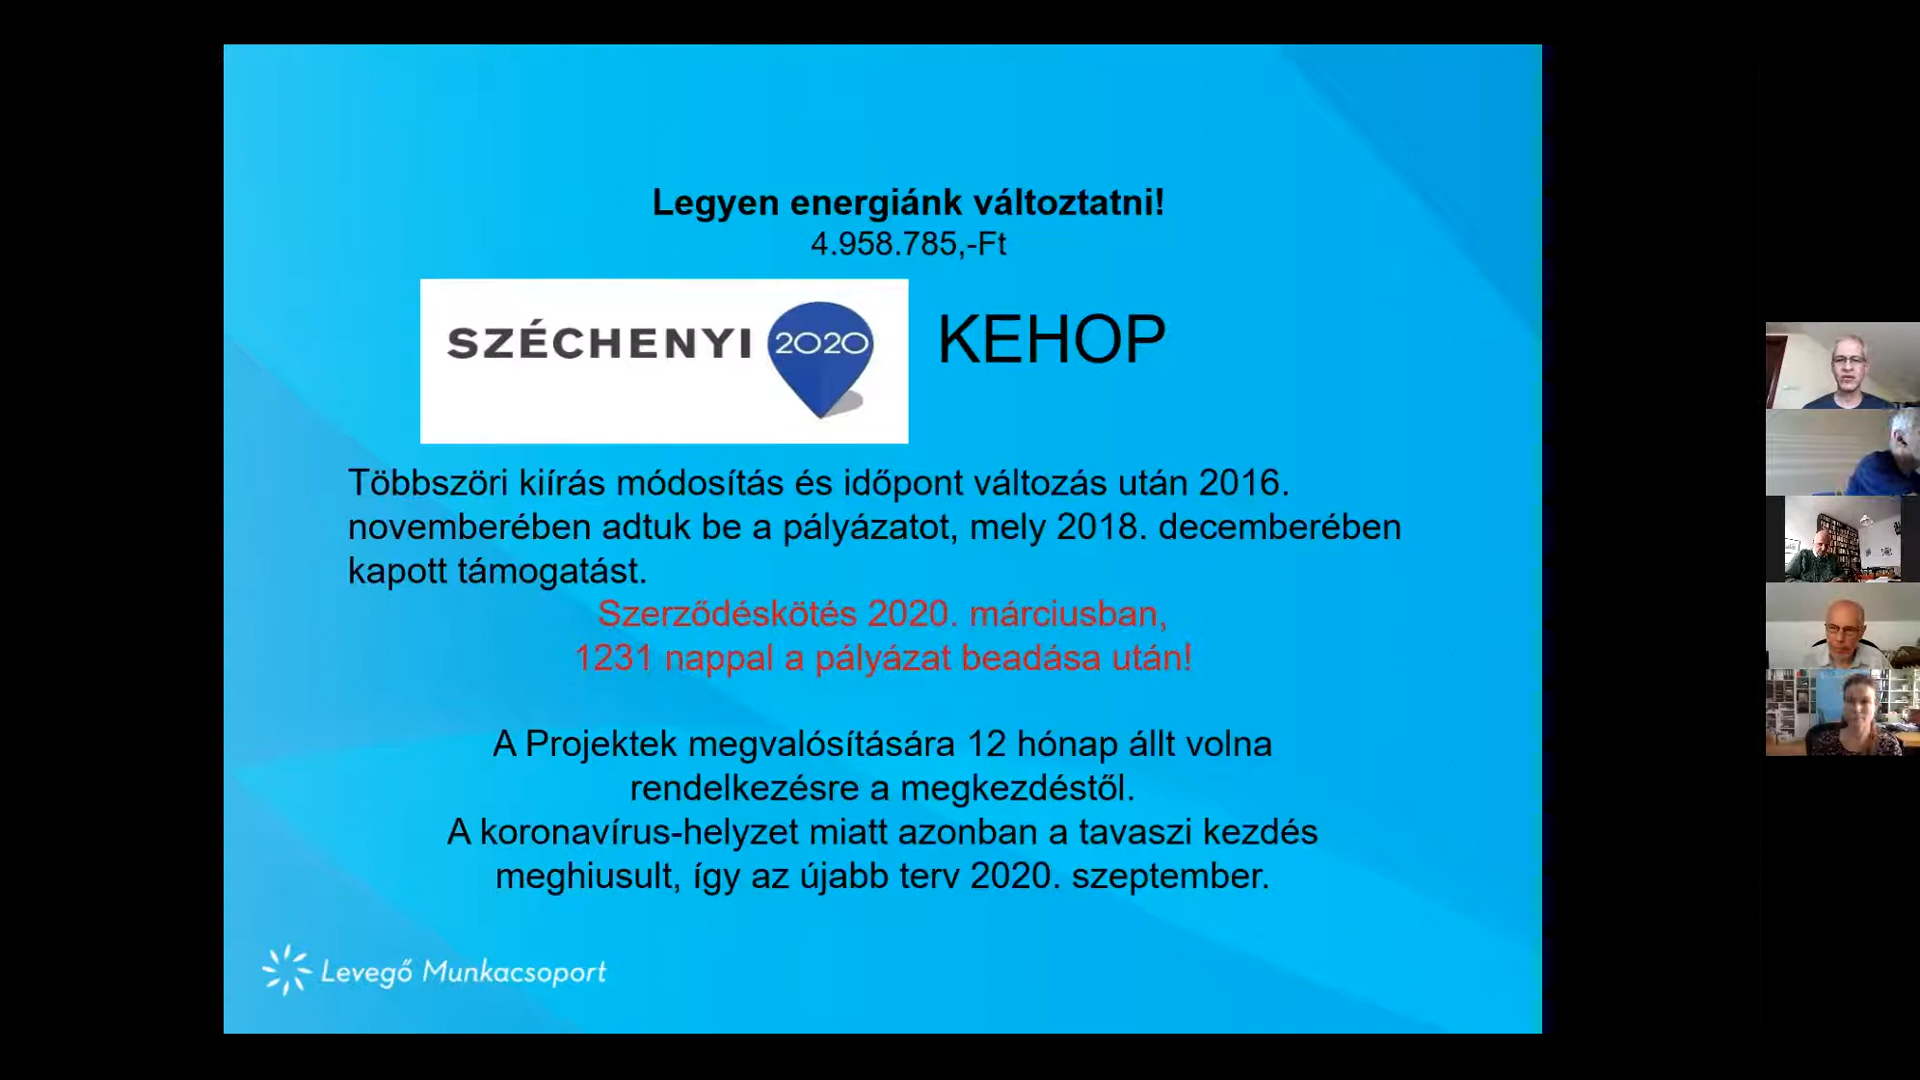 Legyen energiánk változtatni!
4.958.785,-Ft
SZÉCHENYI 2020
KEHOP
Többszöri kiírás módosítás és időpont változás után 2016.
novemberében adtuk be a pályázatot, mely 2018. decemberében
kapott támogatást.
Szerződéskötés 2020. márciusban,
1231 nappal a pályázat beadása után!
A Projektek megvalósítására 12 hónap állt volna
rendelkezésre a megkezdéstől.
A koronavírus-helyzet miatt azonban a tavaszi kezdés
meghiusult, így az újabb terv 2020. szeptember.
Levegő Munkacsoport